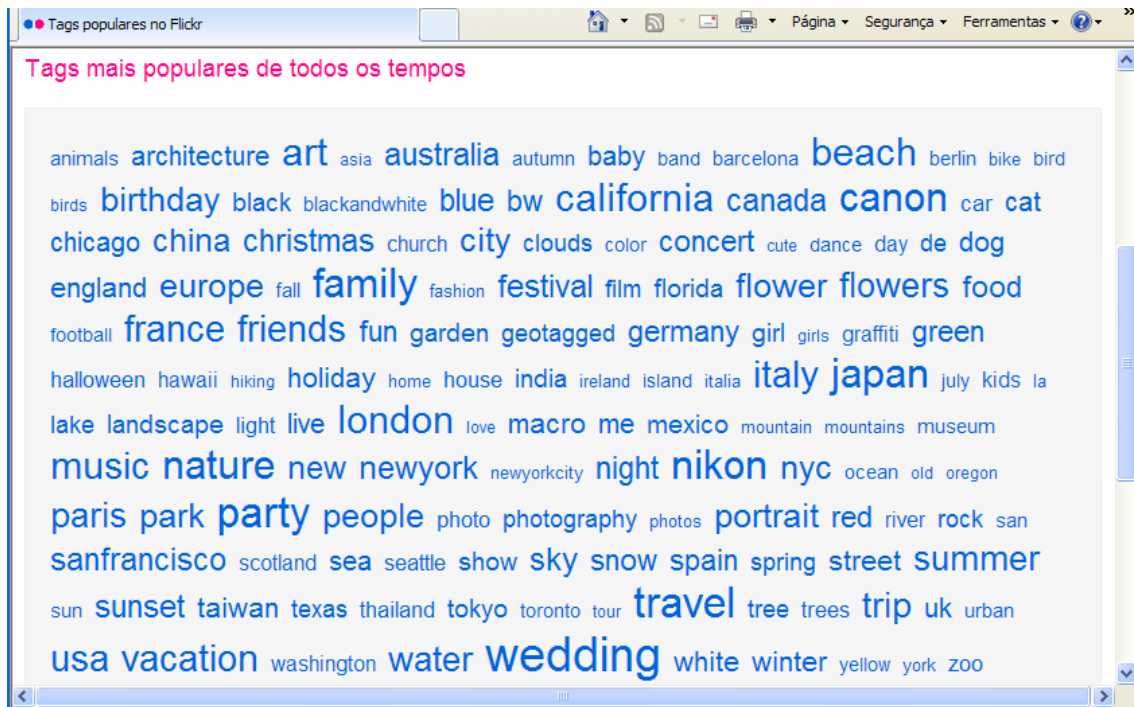 Tags populares no Flickr
Página Segurança Ferramentas
Tags mais populares de todos os tempos
animals architecture art asia australia autumn baby band barcelona beach berlin bike bird
birds birthday black blackandwhite blue bw california canada canon car cat
chicago china christmas church city clouds color concert cute dance day de dog
england europe fall family fashion festival film florida flower flowers food
football france friends fun garden geotagged germany girl girls graffiti green
halloween hawaii hiking holiday home house india ireland island italia italy japan july kids la
lake landscape light live london love macro me mexico mountain mountains museum
music nature new newyork newyorkcity night nikon nyc ocean old oregon
paris park party people photo photography photos portrait red river rock san
sanfrancisco scotland sea seattle show sky snow spain spring street summer
sun sunset taiwan texas thailand tokyo toronto tour travel tree trees trip uk urban
usa vacation washington water wedding white winter yellow york zoo